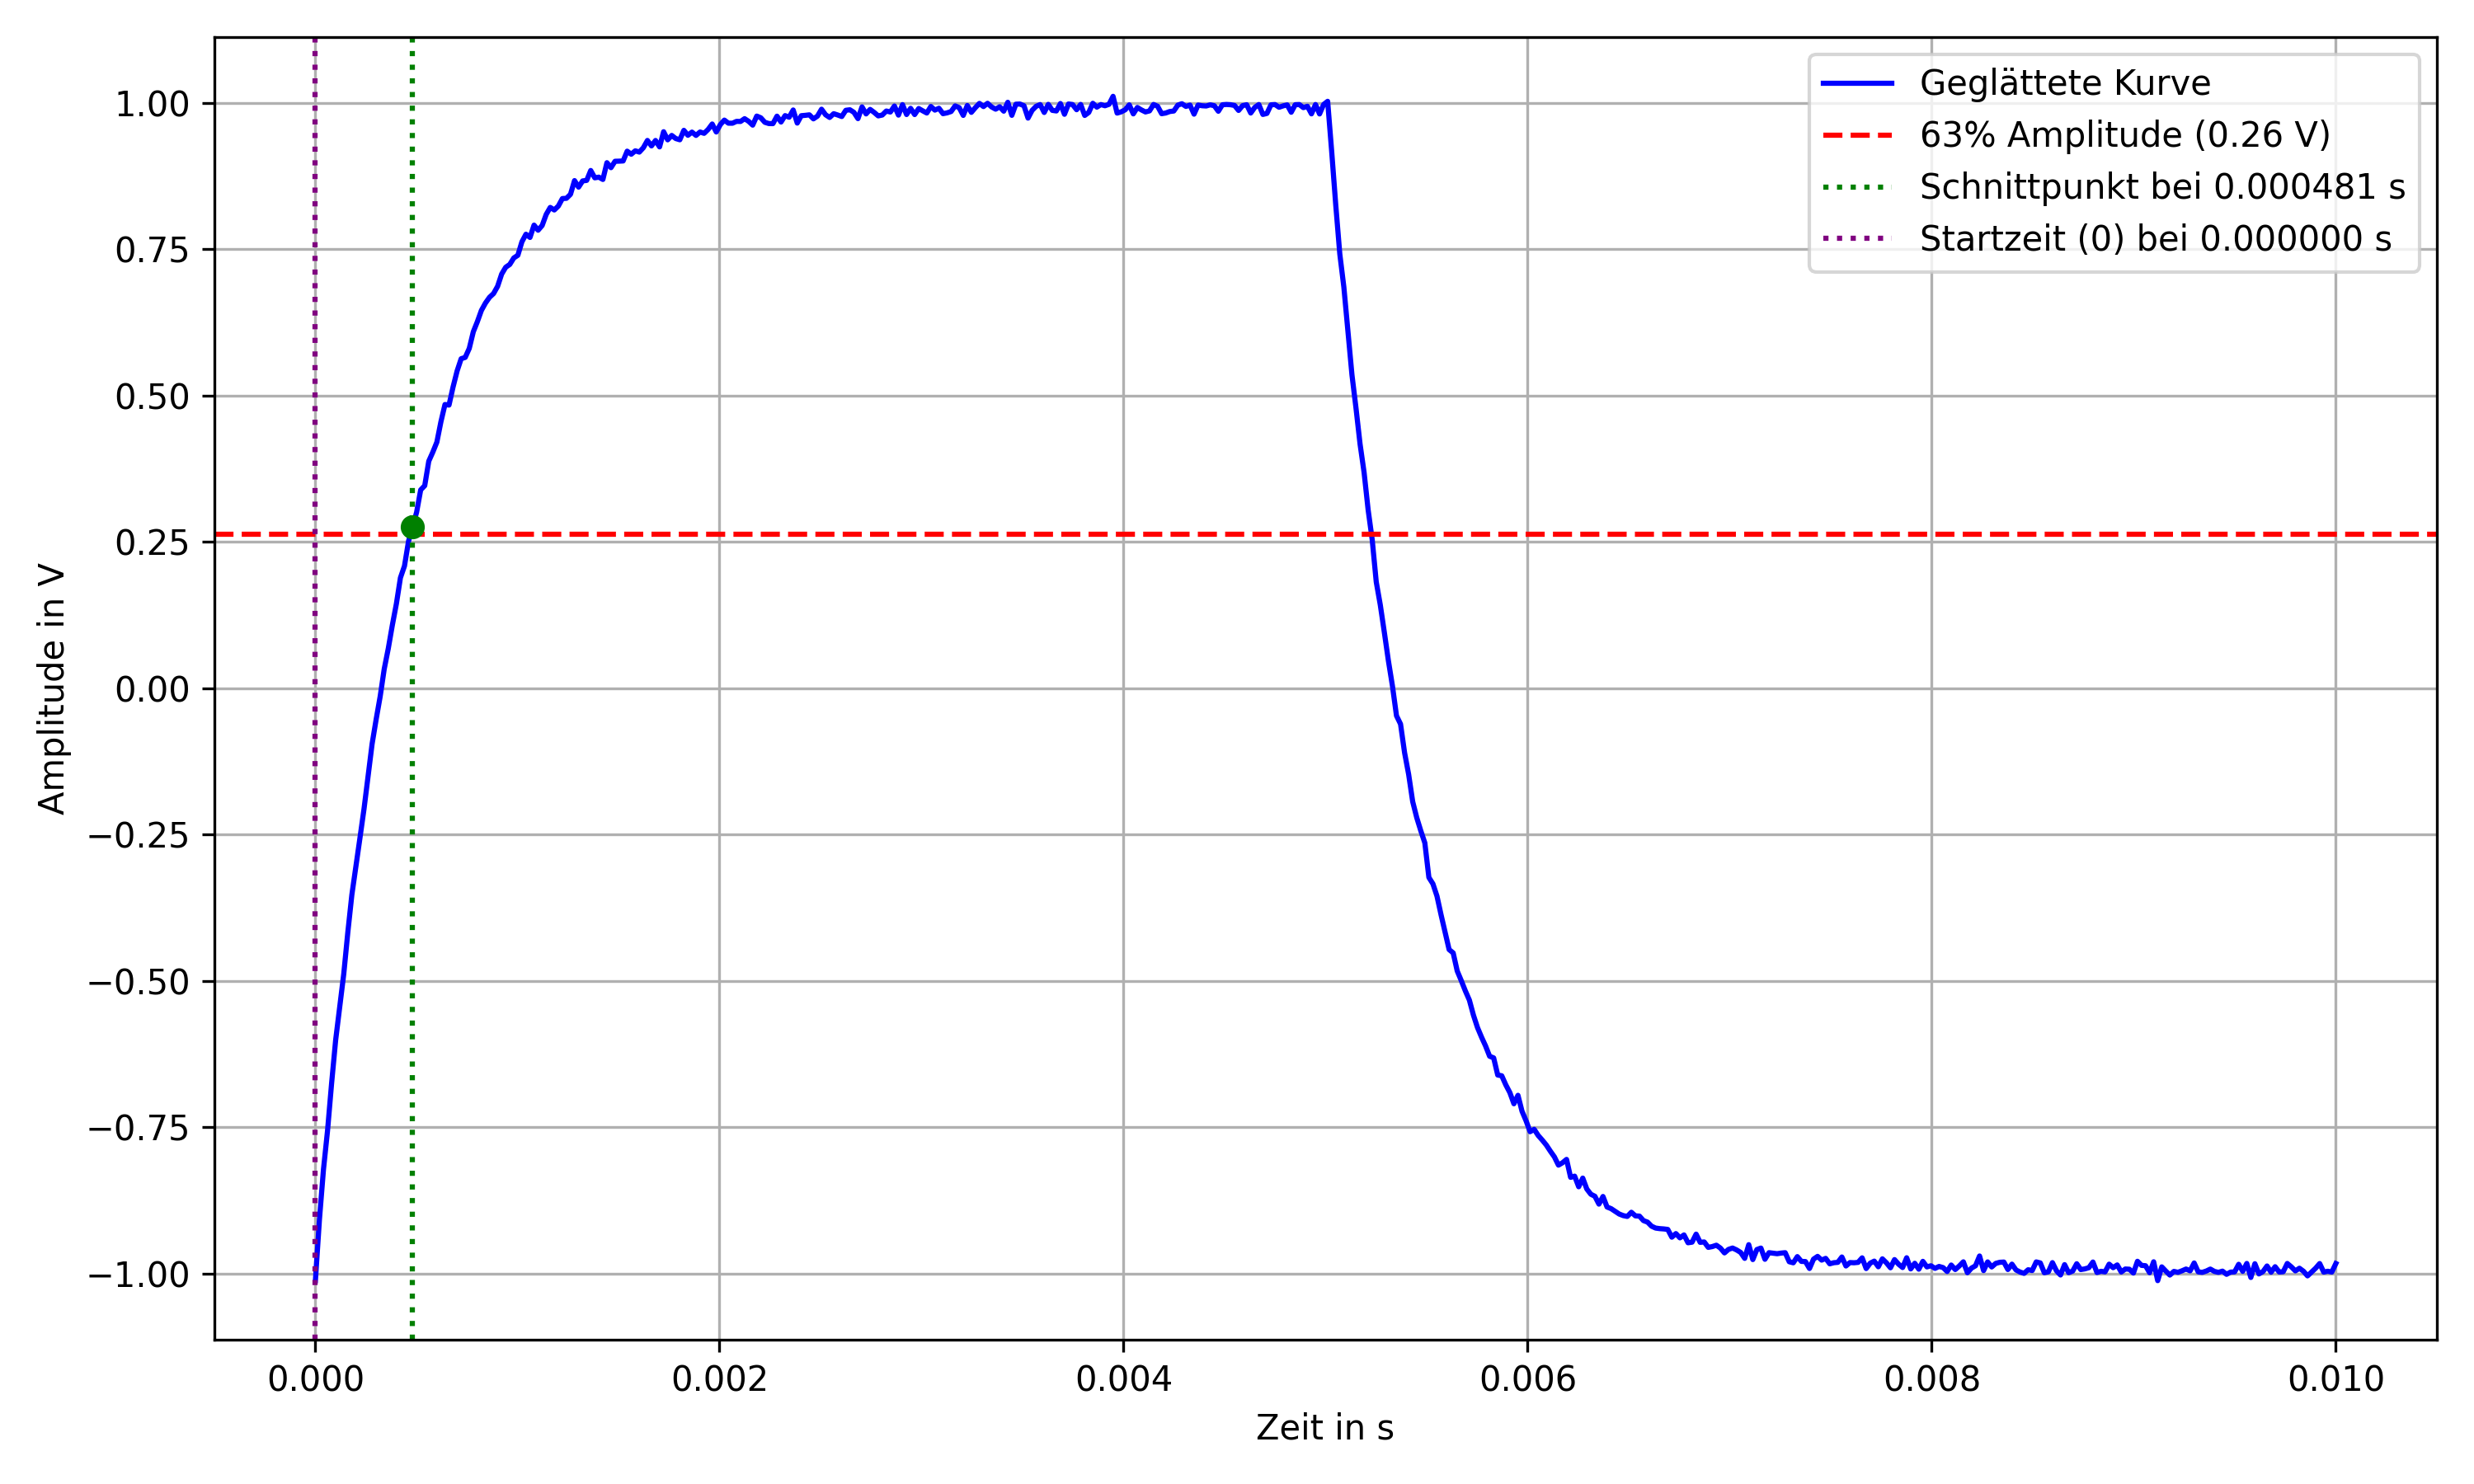 Geglättete Kurve
63% Amplitude (0.26 V)
Schnittpunkt bei 0.000481 s
Startzeit (0) bei 0.000000 s
1.00
0.75
0.50
0.25
0.00
−0.25
−0.50
−0.75
−1.00
Amplitude in V
0.000 0.002 0.004 0.006 0.008 0.010
Zeit in s